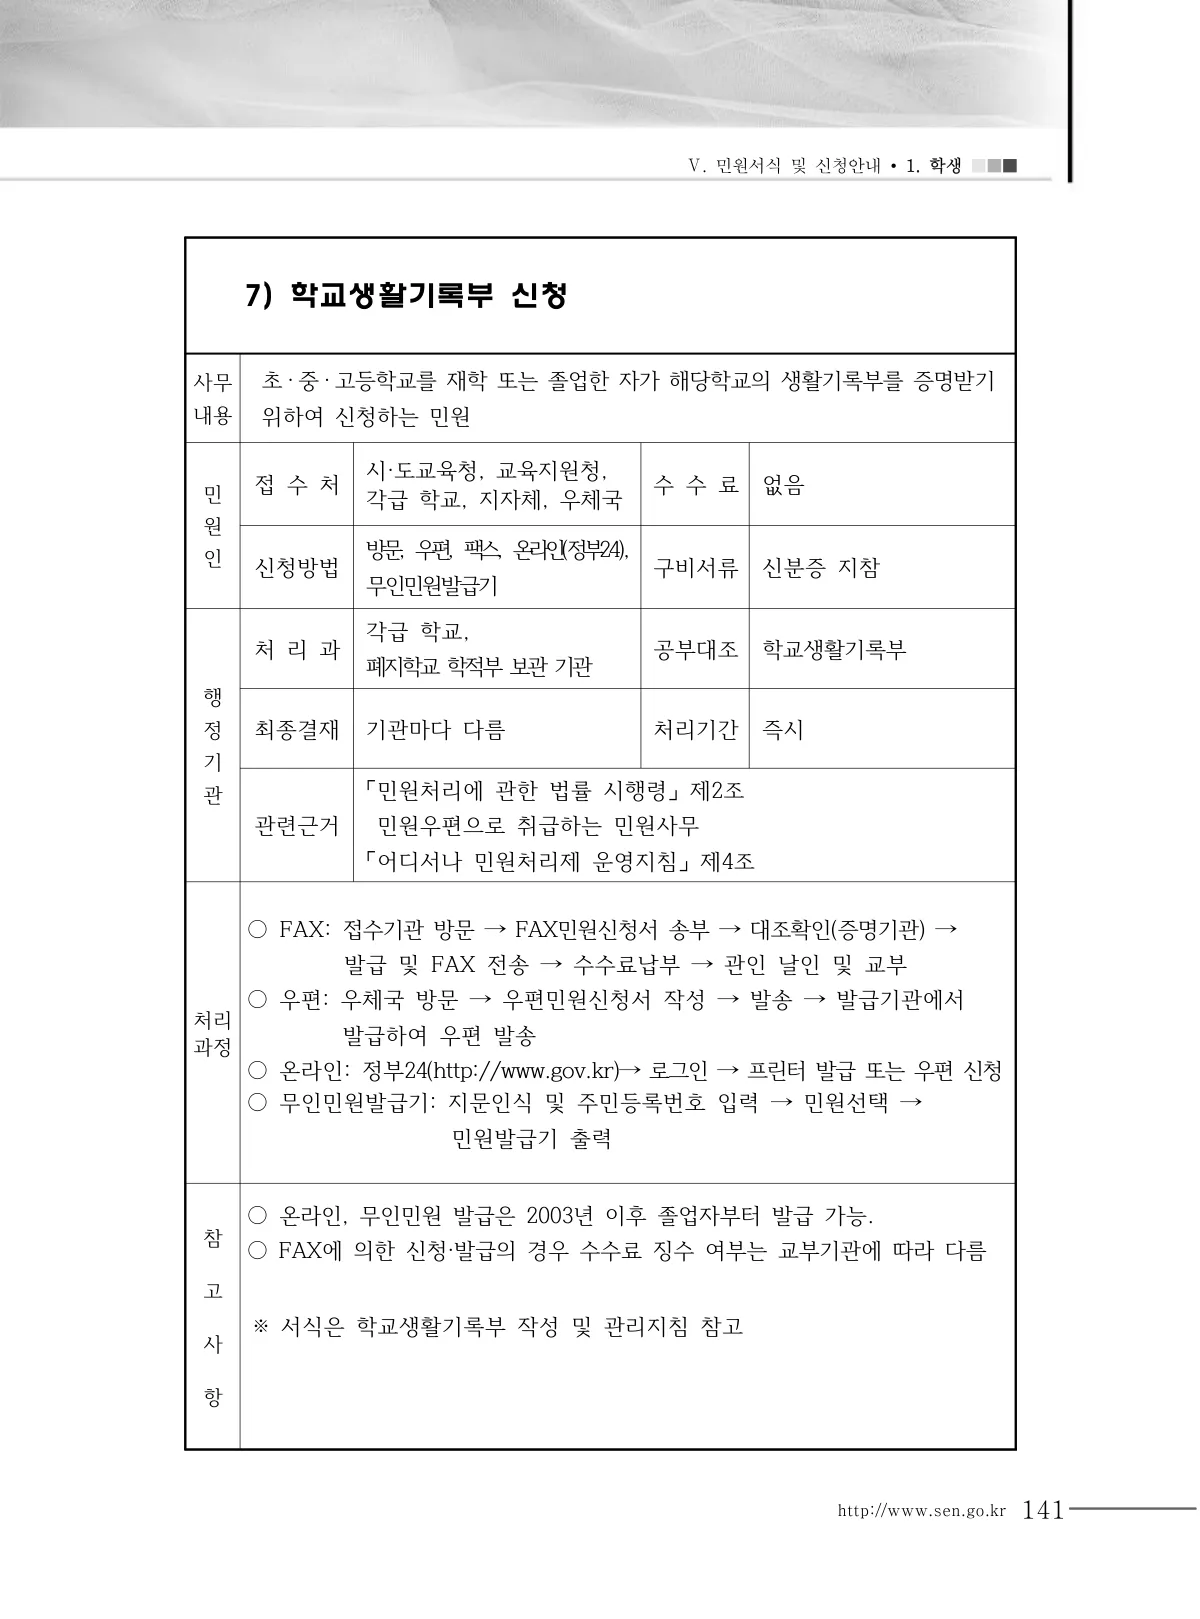 Ⅴ. 민원서식 및 신청안내 • 1. 학생
7) 학교생활기록부 신청
사무
내용
초·중·고등학교를 재학 또는 졸업한 자가 해당학교의 생활기록부를 증명받기
위하여 신청하는 민원
민
원
인
접 수 처
시·도교육청, 교육지원청,
각급 학교, 지자체, 우체국
수 수 료
없음
신청방법
방문, 우편, 팩스, 온라인(정부24),
무인민원발급기
구비서류
신분증 지참
행
정
기
관
처 리 과
각급 학교,
폐지학교 학적부 보관 기관
공부대조
학교생활기록부
최종결재
기관마다 다름
처리기간
즉시
관련근거
「민원처리에 관한 법률 시행령」제2조
민원우편으로 취급하는 민원사무
「어디서나 민원처리제 운영지침」제4조
처리
과정
○ FAX: 접수기관 방문 → FAX민원신청서 송부 → 대조확인(증명기관) →
발급 및 FAX 전송 → 수수료납부 → 관인 날인 및 교부
○ 우편: 우체국 방문 → 우편민원신청서 작성 → 발송 → 발급기관에서
발급하여 우편 발송
○ 온라인: 정부24(http://www.gov.kr)→ 로그인 → 프린터 발급 또는 우편 신청
○ 무인민원발급기: 지문인식 및 주민등록번호 입력 → 민원선택 →
민원발급기 출력
참
고
사
항
○ 온라인, 무인민원 발급은 2003년 이후 졸업자부터 발급 가능.
○ FAX에 의한 신청·발급의 경우 수수료 징수 여부는 교부기관에 따라 다름
※ 서식은 학교생활기록부 작성 및 관리지침 참고
http://www.sen.go.kr 141